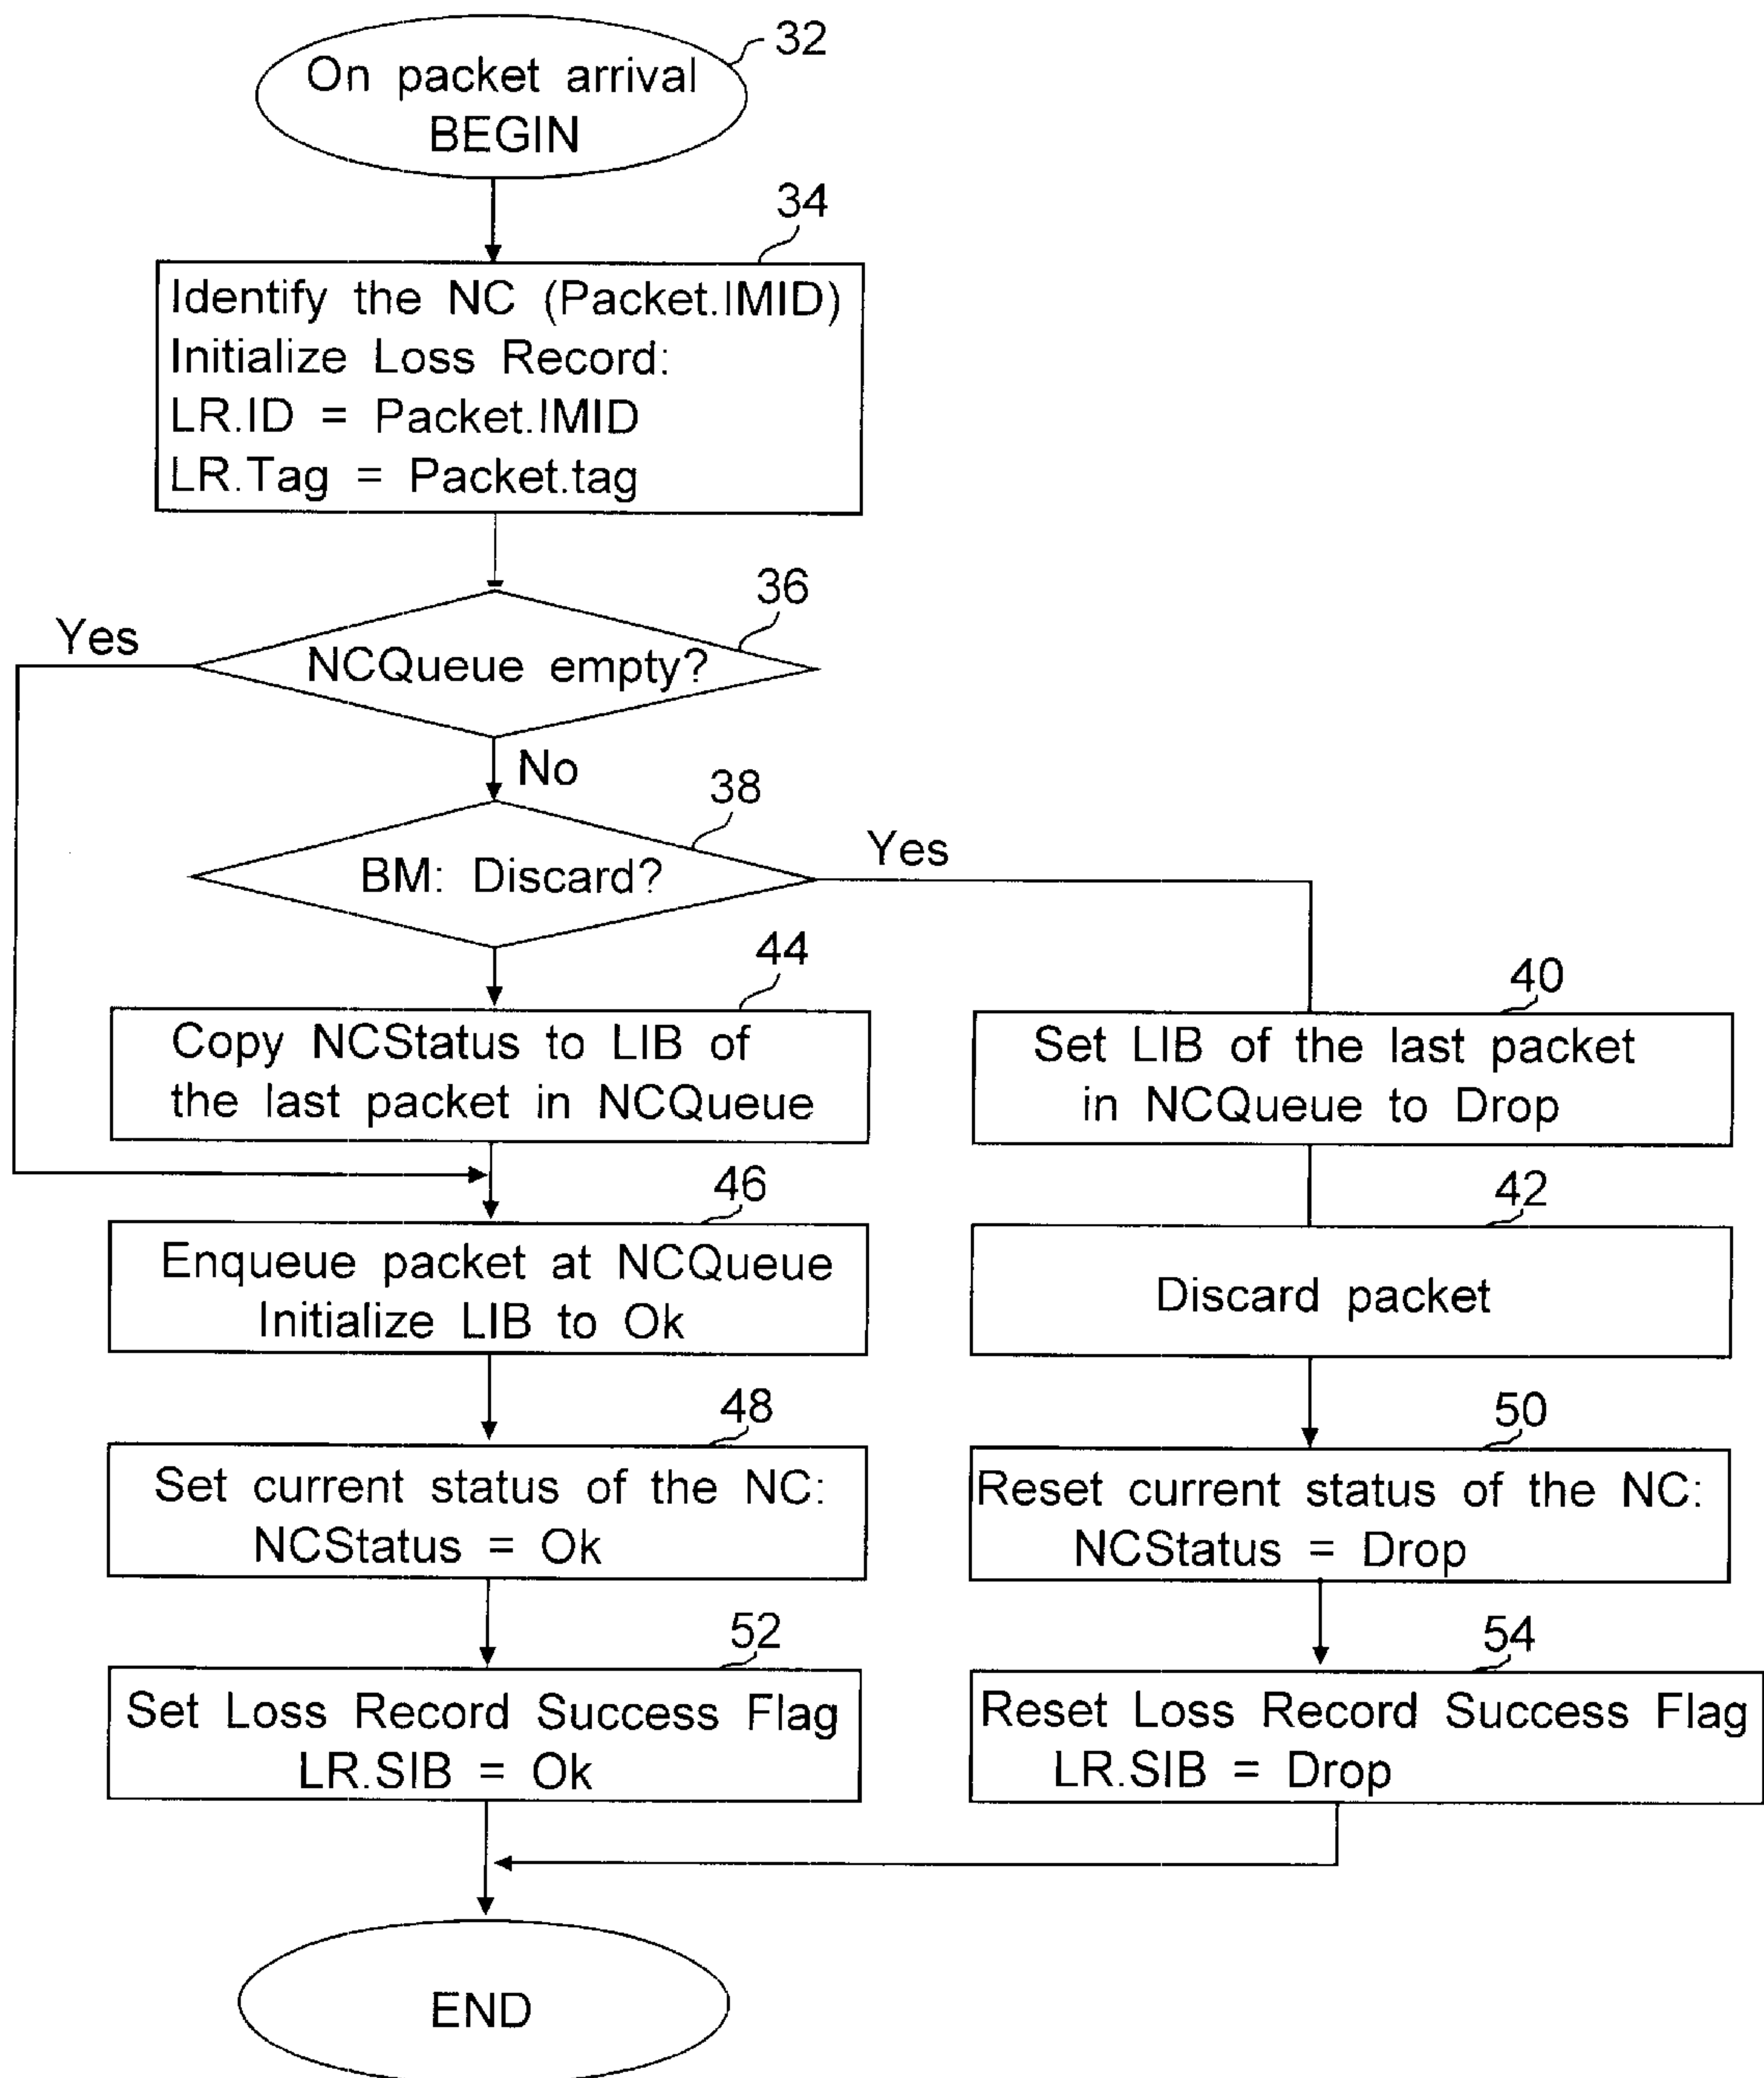 32
On packet arrival
BEGIN
34
Identify the NC (Packet.IMID)
Initialize Loss Record:
LR.ID = Packet.IMID
LR.Tag = Packet.tag
36
Yes
NCQueue empty?
No
38
Yes
BM: Discard?
44
Copy NCStatus to LIB of
the last packet in NCQueue
40
Set LIB of the last packet
in NCQueue to Drop
46
Enqueue packet at NCQueue
Initialize LIB to Ok
42
Discard packet
48
Set current status of the NC:
NCStatus = Ok
50
Reset current status of the NC:
NCStatus = Drop
52
Set Loss Record Success Flag
LR.SIB = Ok
54
Reset Loss Record Success Flag
LR.SIB = Drop
END